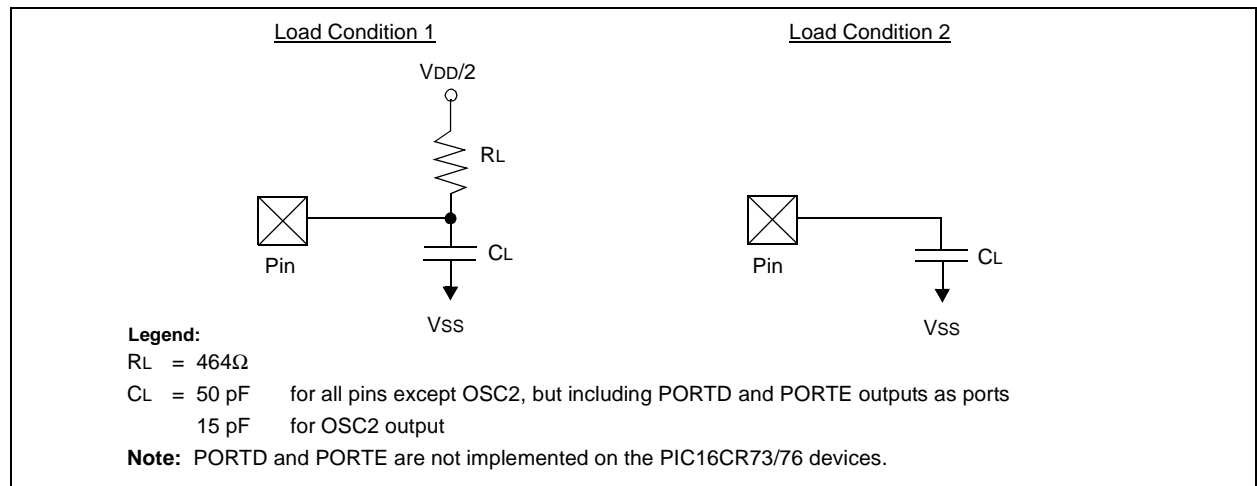 Load Condition 1
Load Condition 2
VDD/2
RL
Pin
CL
VSS
Pin
CL
VSS
Legend:
RL = 464Ω
CL = 50 pF for all pins except OSC2, but including PORTD and PORTE outputs as ports
15 pF for OSC2 output
Note: PORTD and PORTE are not implemented on the PIC16CR73/76 devices.